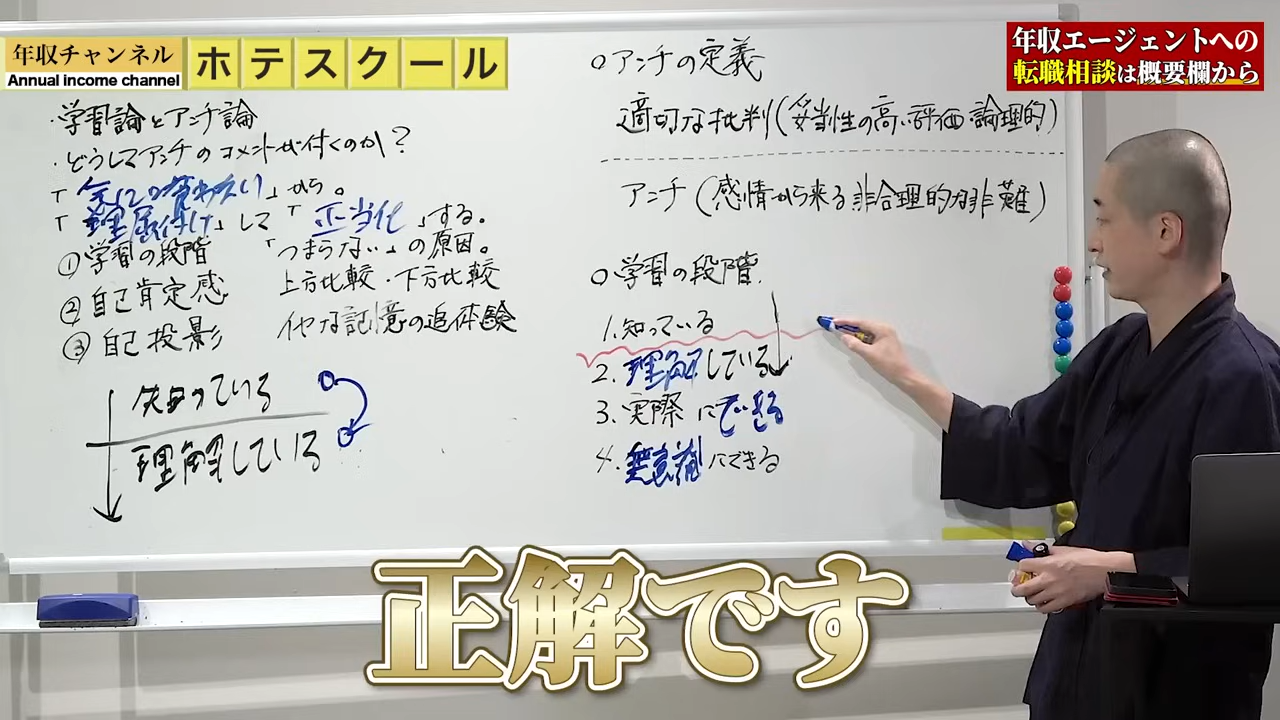 年収チャンネル
Annual income channel
ホテスクール
年収エージェントへの
転職相談は概要欄から
・学習論とアンチ論
・どうしてアンチのコメントが付くのか?
「気に食わない」から。
「理屈付け」して「正当化」する。
①学習の段階 「つまらない」の原因。
②自己肯定感 上方比較・下方比較
③自己投影 イヤな記憶の追体験
知っている
理解している
○アンチの定義
適切な批判(妥当性の高い評価・論理的)
アンチ(感情から来る非合理的な非難)
○学習の段階.
1.知っている
2.理解している
3.実際にできる
4.無意識にできる
正解です